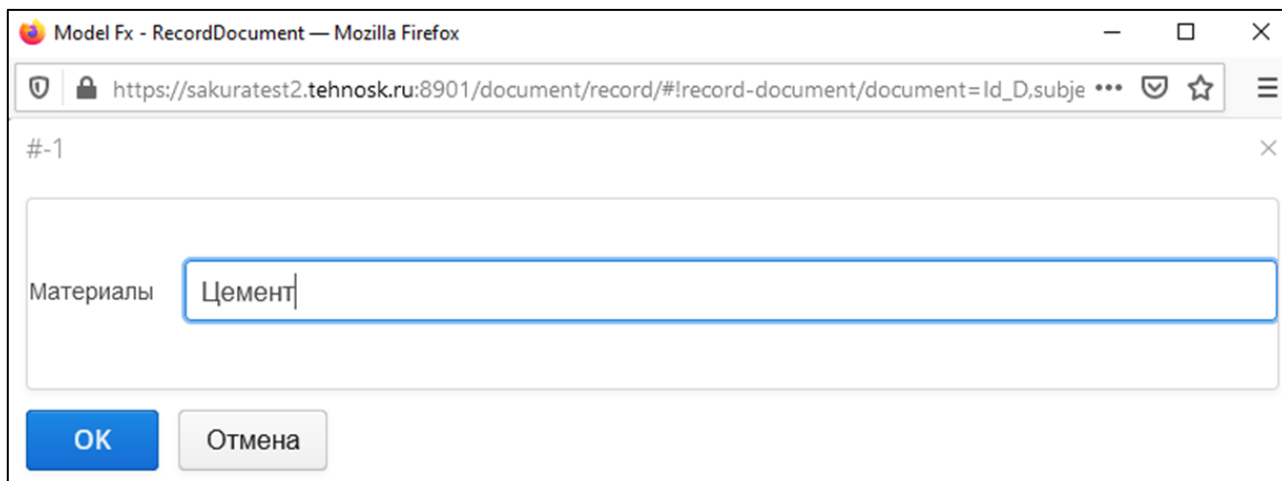 Model Fx - RecordDocument — Mozilla Firefox
https://sakuratest2.tehnosk.ru:8901/document/record/#!record-document/document=Id_D,subje
#-1
Материалы Цемент
OK Отмена